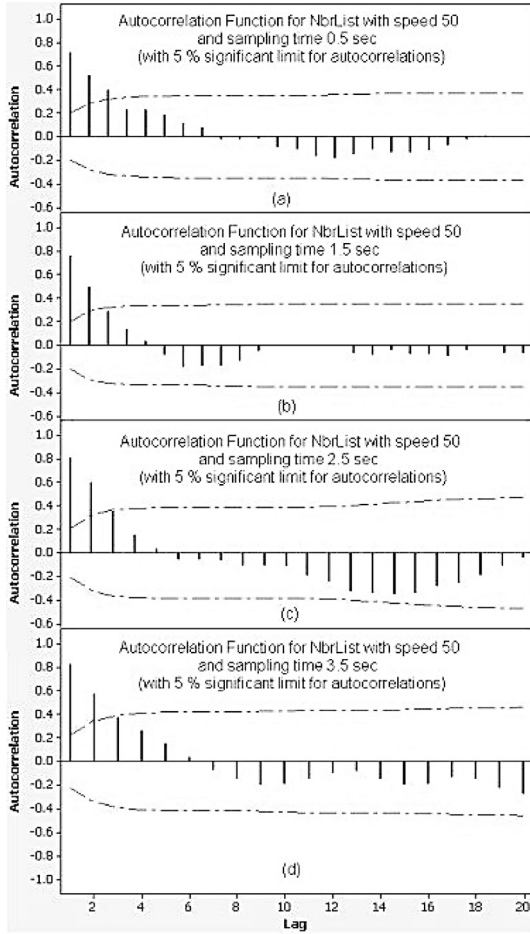 Autocorrelation Function for NbrList with speed 50
and sampling time 0.5 sec
(with 5 % significant limit for autocorrelations)
Autocorrelation
1.0
0.8
0.6
0.4
0.2
0.0
-0.2
-0.4
-0.6
(a)
Autocorrelation Function for NbrList with speed 50
and sampling time 1.5 sec
(with 5 % significant limit for autocorrelations)
Autocorrelation
1.0
0.8
0.6
0.4
0.2
0.0
-0.2
-0.4
-0.6
(b)
Autocorrelation Function for NbrList with speed 50
and sampling time 2.5 sec
(with 5 % significant limit for autocorrelations)
Autocorrelation
1.0
0.8
0.6
0.4
0.2
0.0
-0.2
-0.4
-0.6
(c)
Autocorrelation Function for NbrList with speed 50
and sampling time 3.5 sec
(with 5 % significant limit for autocorrelations)
Autocorrelation
1.0
0.8
0.6
0.4
0.2
0.0
-0.2
-0.4
-0.6
-0.8
-1.0
(d)
2 4 6 8 10 12 14 16 18 20
Lag